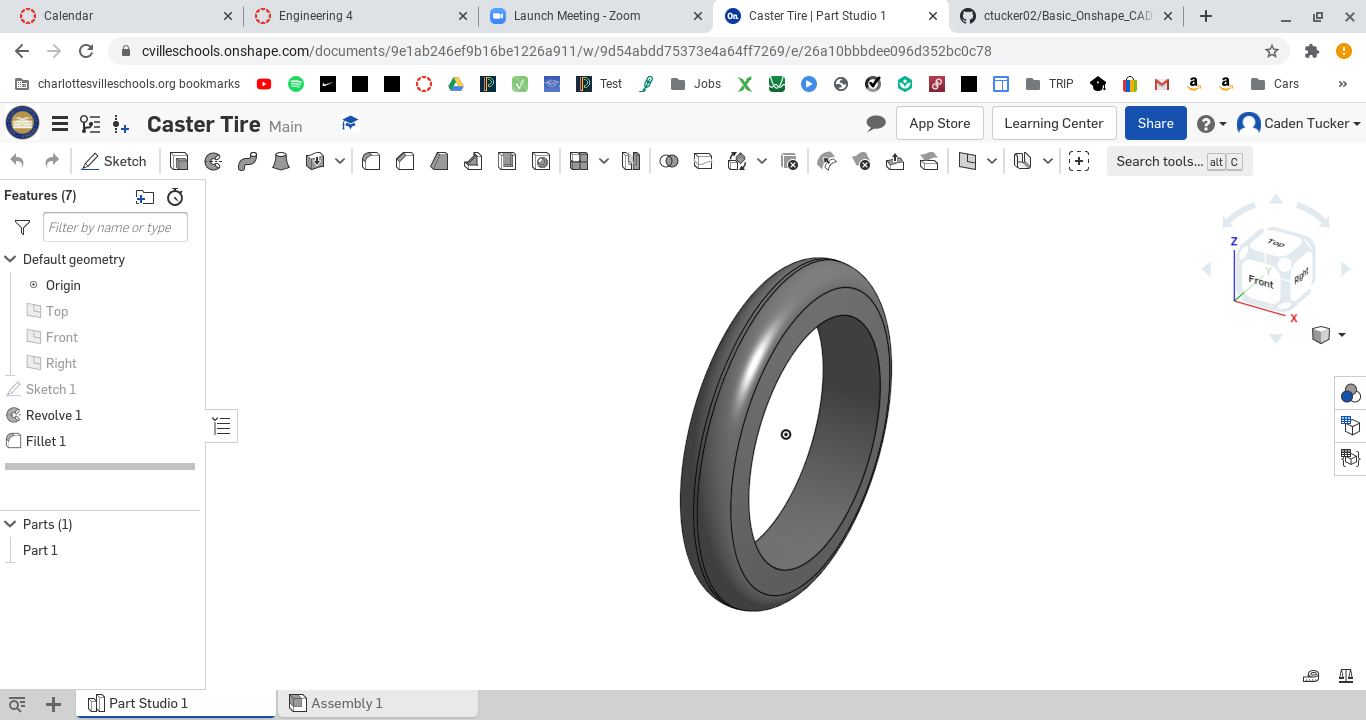 Calendar
Engineering 4
Launch Meeting - Zoom
On Caster Tire | Part Studio 1
ctucker02/Basic_Onshape_CAD
cvilleschools.onshape.com/documents/9e1ab246ef9b16be1226a911/w/9d54abdd75373e4a64ff7269/e/26a10bbbdee096d352bc0c78
charlottesvilleschools.org bookmarks
Test
Jobs
TRIP
Cars
»
Caster Tire Main
App Store
Learning Center
Share
Caden Tucker
Sketch
Search tools... alt C
Features (7)
Filter by name or type
Default geometry
Origin
Top
Front
Right
Sketch 1
Revolve 1
Fillet 1
Parts (1)
Part 1
Z
Top
Y
Front
Right
X
Part Studio 1
Assembly 1